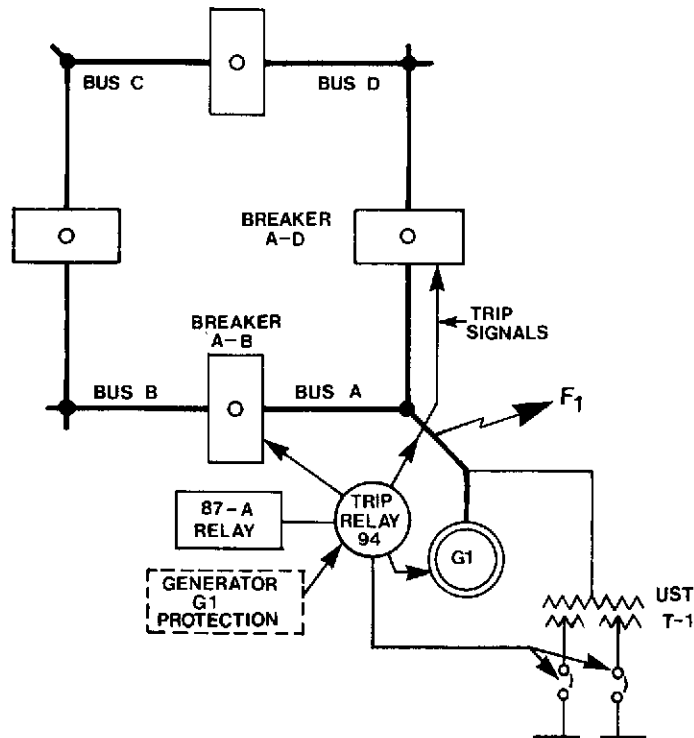 BUS C
BUS D
BREAKER
A-D
BREAKER
A-B
TRIP
SIGNALS
BUS B
BUS A
F1
87-A
RELAY
TRIP
RELAY
94
G1
GENERATOR
G1
PROTECTION
UST
T-1